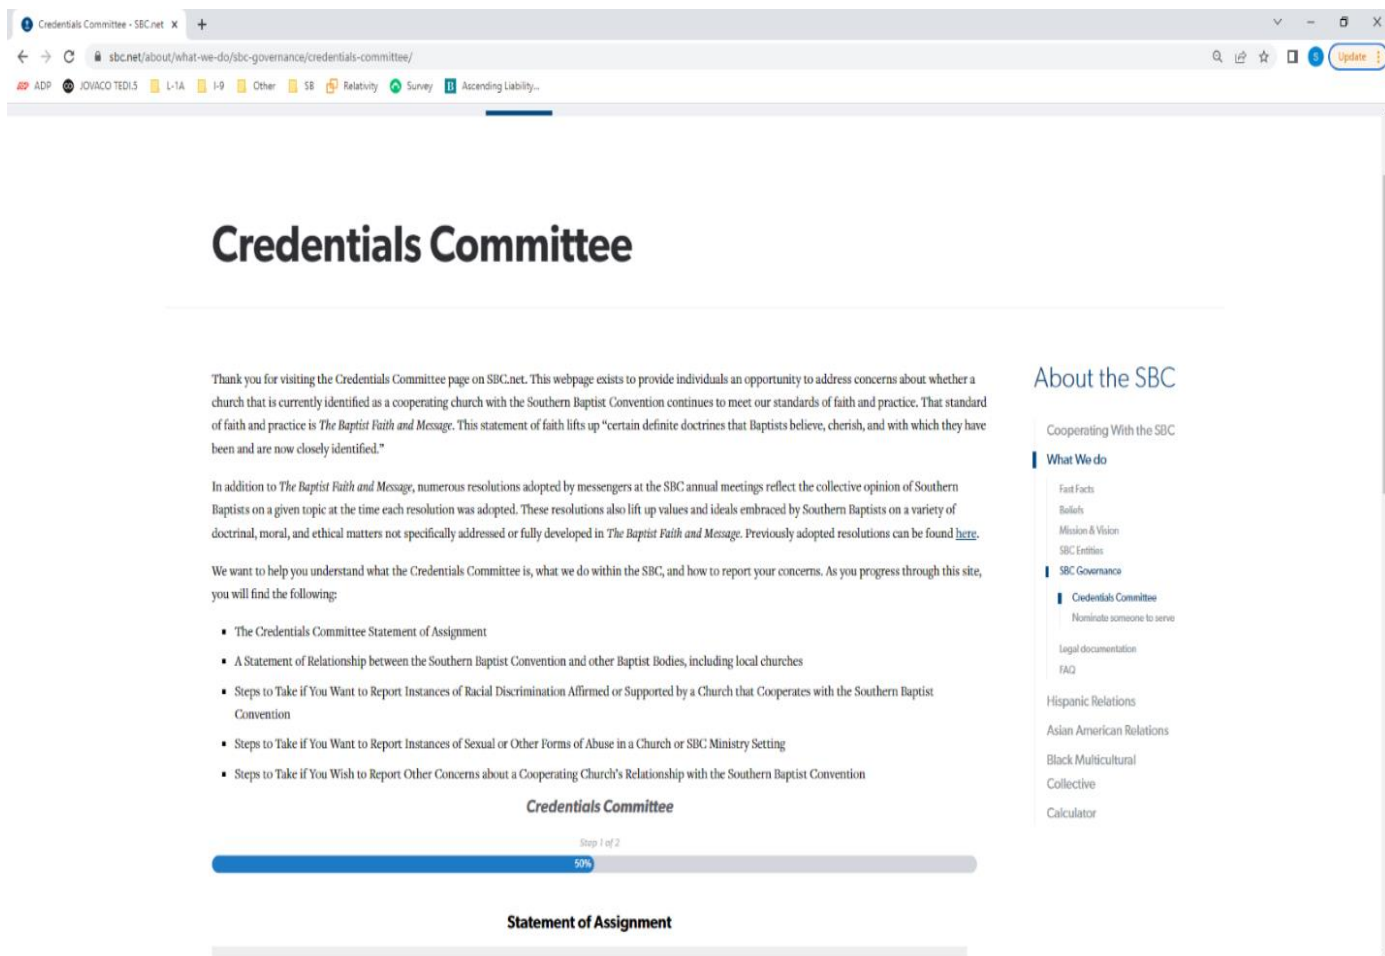 Credentials Committee - SBC.net
sbc.net/about/what-we-do/sbc-governance/credentials-committee/
S
Update
ADP
JOVACO TEDI.5
L-1A
I-9
Other
SB
Relativity
Survey
B
Ascending Liability...
Credentials Committee
Thank you for visiting the Credentials Committee page on SBC.net. This webpage exists to provide individuals an opportunity to address concerns about whether a
church that is currently identified as a cooperating church with the Southern Baptist Convention continues to meet our standards of faith and practice. That standard
of faith and practice is The Baptist Faith and Message. This statement of faith lifts up “certain definite doctrines that Baptists believe, cherish, and with which they have
been and are now closely identified.”
In addition to The Baptist Faith and Message, numerous resolutions adopted by messengers at the SBC annual meetings reflect the collective opinion of Southern
Baptists on a given topic at the time each resolution was adopted. These resolutions also lift up values and ideals embraced by Southern Baptists on a variety of
doctrinal, moral, and ethical matters not specifically addressed or fully developed in The Baptist Faith and Message. Previously adopted resolutions can be found here.
We want to help you understand what the Credentials Committee is, what we do within the SBC, and how to report your concerns. As you progress through this site,
you will find the following:
▪ The Credentials Committee Statement of Assignment
▪ A Statement of Relationship between the Southern Baptist Convention and other Baptist Bodies, including local churches
▪ Steps to Take if You Want to Report Instances of Racial Discrimination Affirmed or Supported by a Church that Cooperates with the Southern Baptist
Convention
▪ Steps to Take if You Want to Report Instances of Sexual or Other Forms of Abuse in a Church or SBC Ministry Setting
▪ Steps to Take if You Wish to Report Other Concerns about a Cooperating Church's Relationship with the Southern Baptist Convention
Credentials Committee
Step 1 of 2
50%
Statement of Assignment
About the SBC
Cooperating With the SBC
What We do
Fast Facts
Beliefs
Mission & Vision
SBC Entities
SBC Governance
Credentials Committee
Nominate someone to serve
Legal documentation
FAQ
Hispanic Relations
Asian American Relations
Black Multicultural
Collective
Calculator